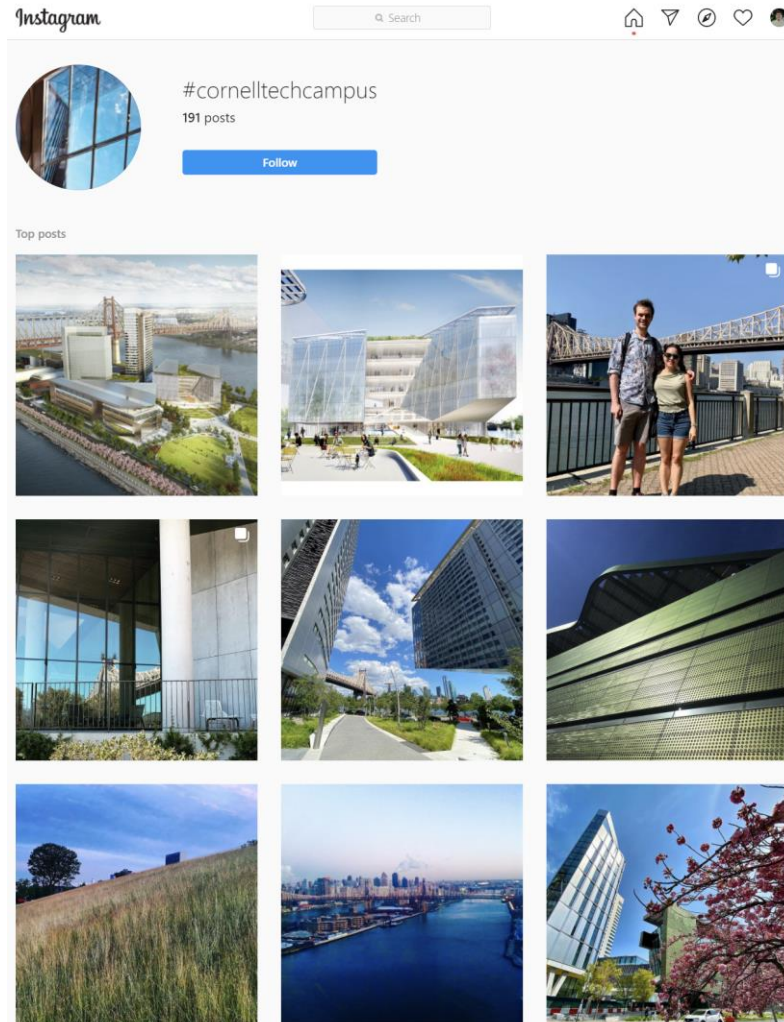 Instagram
Search
#cornelltechcampus
191 posts
Follow
Top posts